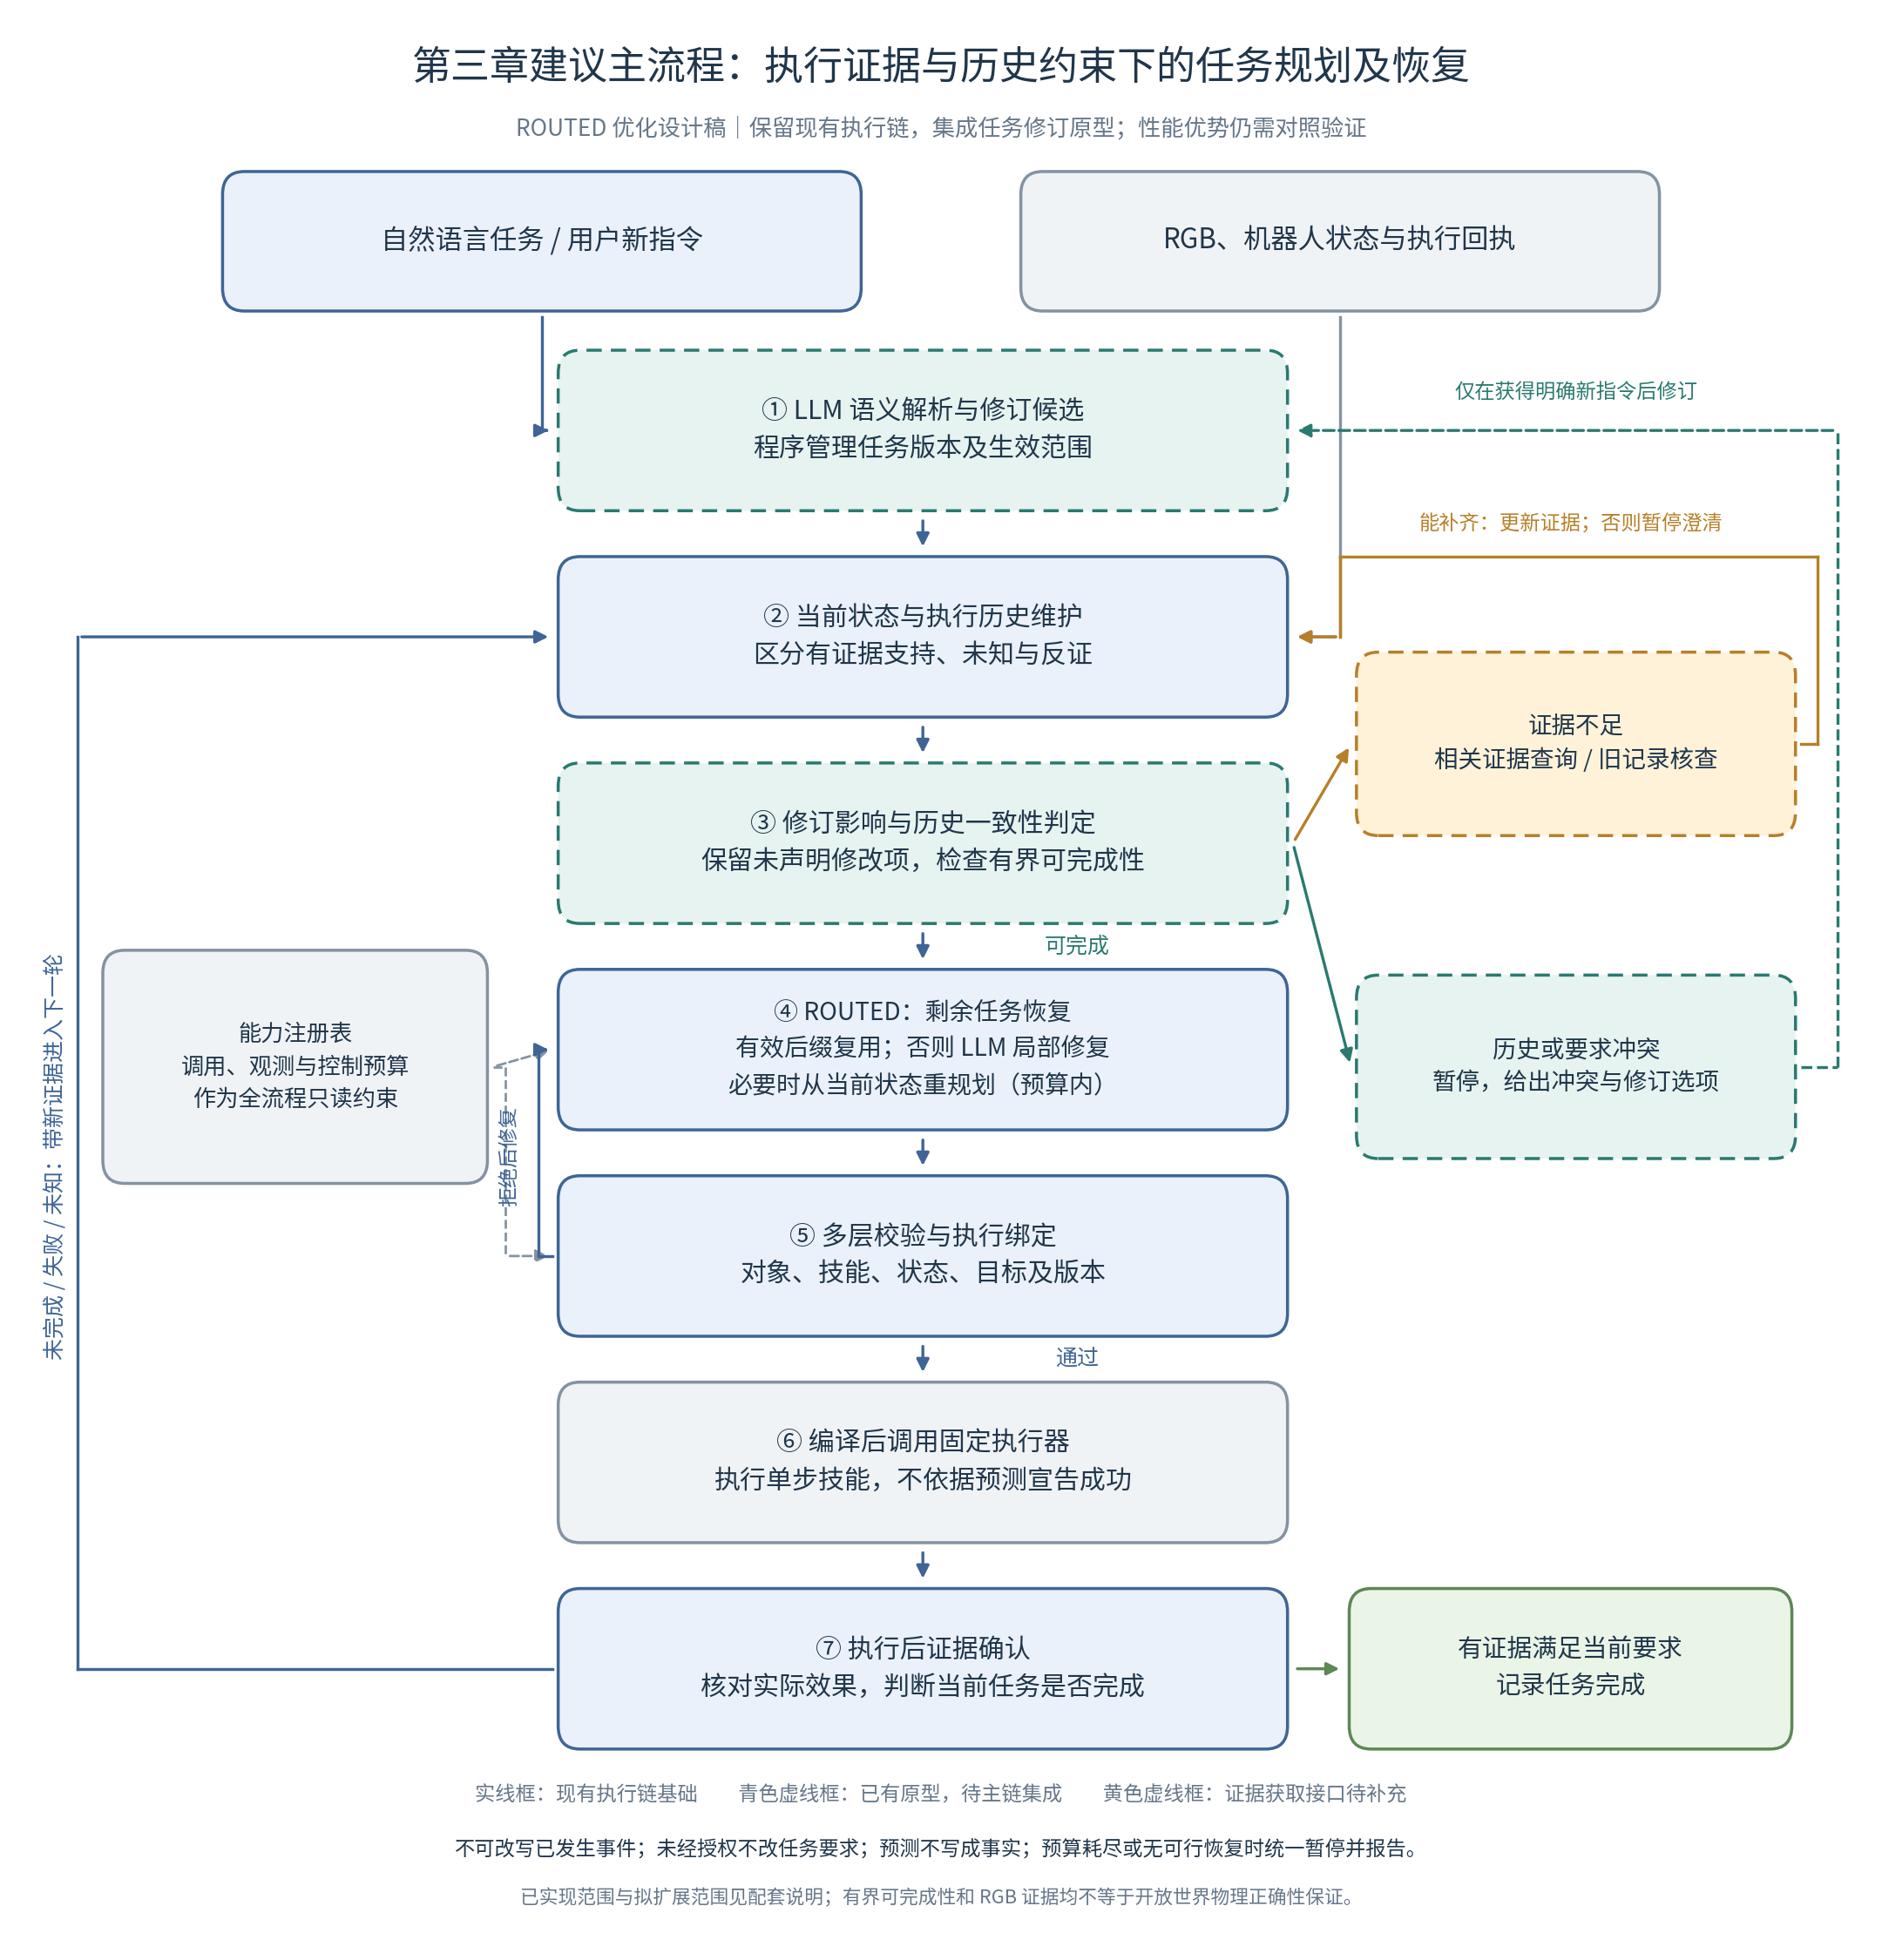 第三章建议主流程：执行证据与历史约束下的任务规划及恢复
ROUTED 优化设计稿｜保留现有执行链，集成任务修订原型；性能优势仍需对照验证
自然语言任务 / 用户新指令
RGB、机器人状态与执行回执
① LLM 语义解析与修订候选
程序管理任务版本及生效范围
仅在获得明确新指令后修订
能补齐：更新证据；否则暂停澄清
② 当前状态与执行历史维护
区分有证据支持、未知与反证
证据不足
相关证据查询 / 旧记录核查
③ 修订影响与历史一致性判定
保留未声明修改项，检查有界可完成性
可完成
能力注册表
调用、观测与控制预算
作为全流程只读约束
④ ROUTED：剩余任务恢复
有效后缀复用；否则 LLM 局部修复
必要时从当前状态重规划（预算内）
历史或要求冲突
暂停，给出冲突与修订选项
拒绝后修复
未完成 / 失败 / 未知：带新证据进入下一轮
⑤ 多层校验与执行绑定
对象、技能、状态、目标及版本
通过
⑥ 编译后调用固定执行器
执行单步技能，不依据预测宣告成功
⑦ 执行后证据确认
核对实际效果，判断当前任务是否完成
有证据满足当前要求
记录任务完成
实线框：现有执行链基础 青色虚线框：已有原型，待主链集成 黄色虚线框：证据获取接口待补充
不可改写已发生事件；未经授权不改任务要求；预测不写成事实；预算耗尽或无可行恢复时统一暂停并报告。
已实现范围与拟扩展范围见配套说明；有界可完成性和 RGB 证据均不等于开放世界物理正确性保证。